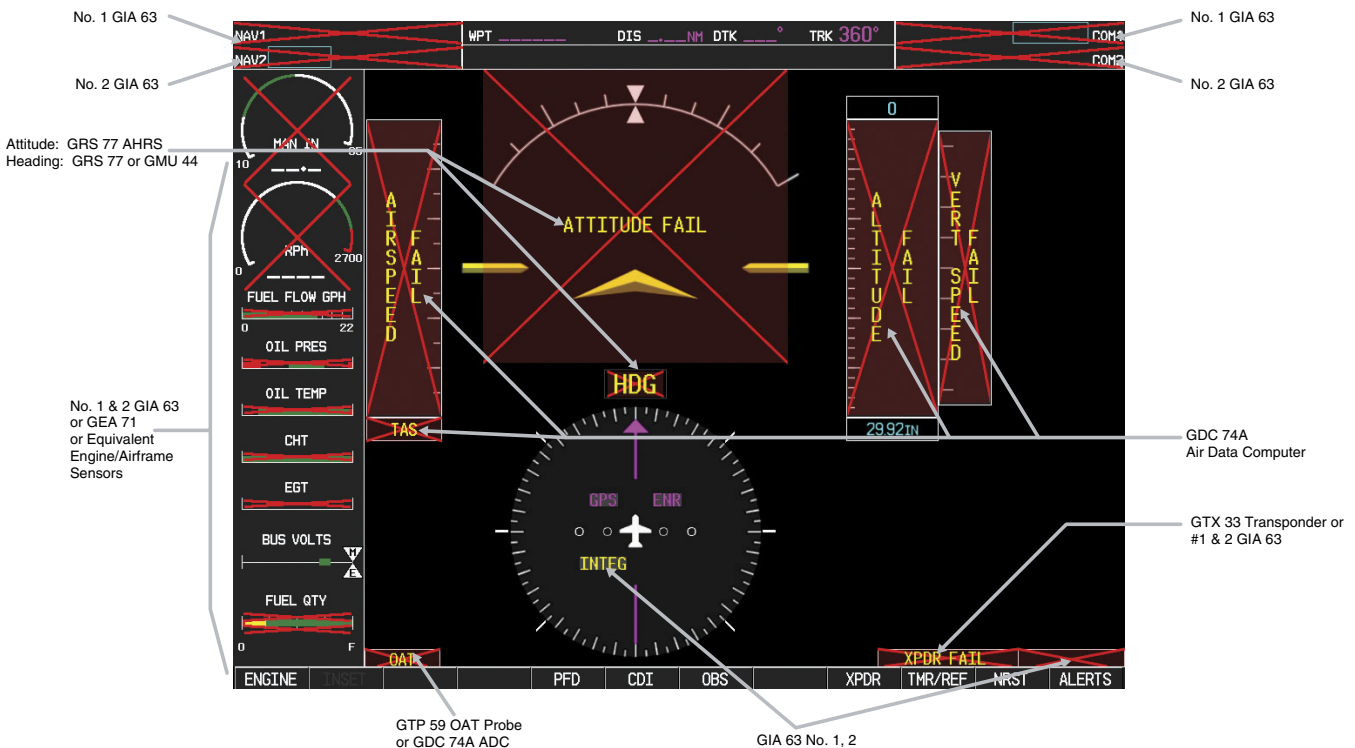 No. 1 GIA 63
No. 1 GIA 63
NAV1
WPT ______ DIS _.__NM DTK ___° TRK 360°
COM1
NAV2
COM2
No. 2 GIA 63
No. 2 GIA 63
0
MAN IN
10
35
__.__
Attitude: GRS 77 AHRS
Heading: GRS 77 or GMU 44
AIRSPEED FAIL
ATTITUDE FAIL
ALTITUDE FAIL
VERT SPEED FAIL
RPM
0
2700
____
FUEL FLOW GPH
0 22
OIL PRES
OIL TEMP
HDG
CHT
TAS
29.92IN
No. 1 & 2 GIA 63
or GEA 71
or Equivalent
Engine/Airframe
Sensors
GDC 74A
Air Data Computer
EGT
GPS ENR
BUS VOLTS
M
E
INTEG
GTX 33 Transponder or
#1 & 2 GIA 63
FUEL QTY
0 F
OAT
XPDR FAIL
ENGINE INSET PFD CDI OBS XPDR TMR/REF NRST ALERTS
GTP 59 OAT Probe
or GDC 74A ADC
GIA 63 No. 1, 2